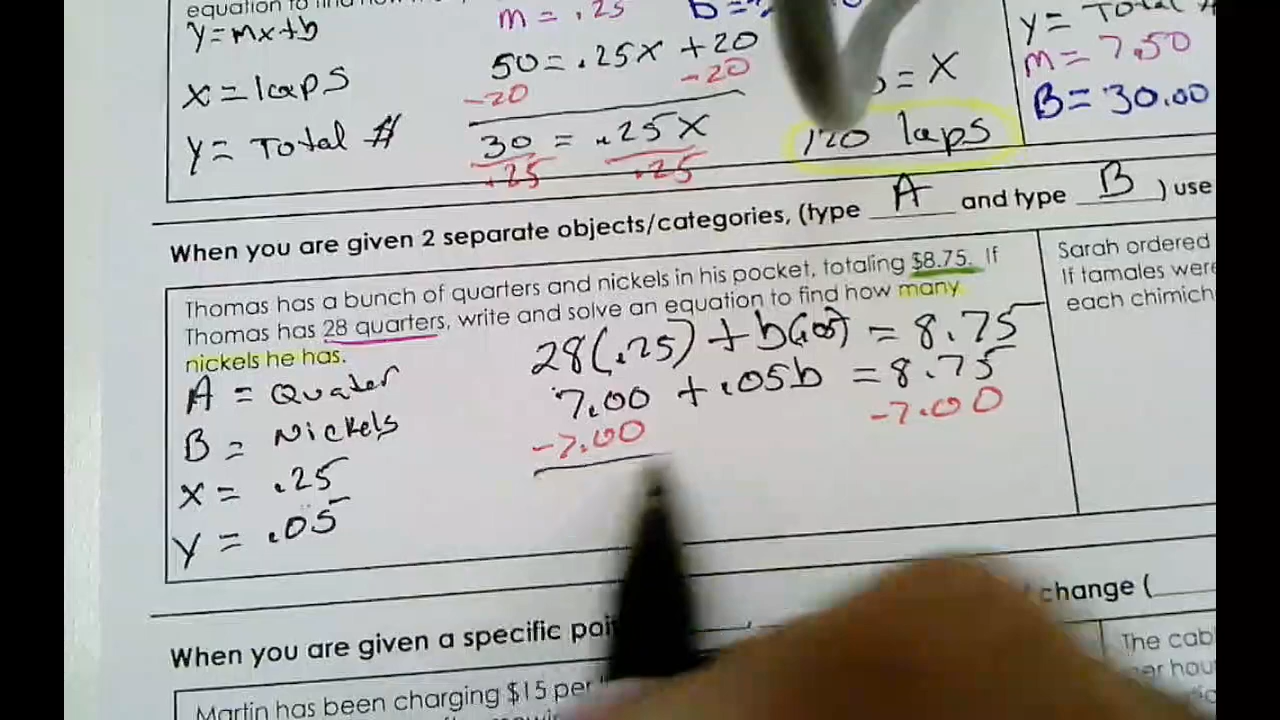 equation to
y=mx+b
x=laps
y= Total #
m = .25
50 = .25x +20
-20 -20
30 = .25x
.25 .25
= x
120 laps
y= Total #
m= 7.50
B= 30.00
When you are given 2 separate objects/categories, (type A and type B) use
Thomas has a bunch of quarters and nickels in his pocket, totaling $8.75. If
Thomas has 28 quarters, write and solve an equation to find how many
nickels he has.
A = Quater
B = Nickels
x = .25
y = .05
28(.25) + b(.05) = 8.75
7.00 + .05b = 8.75
-7.00 -7.00
Sarah ordered
If tamales were
each chimich
When you are given a specific poi
change (
Martin has been charging $15 per
The cab